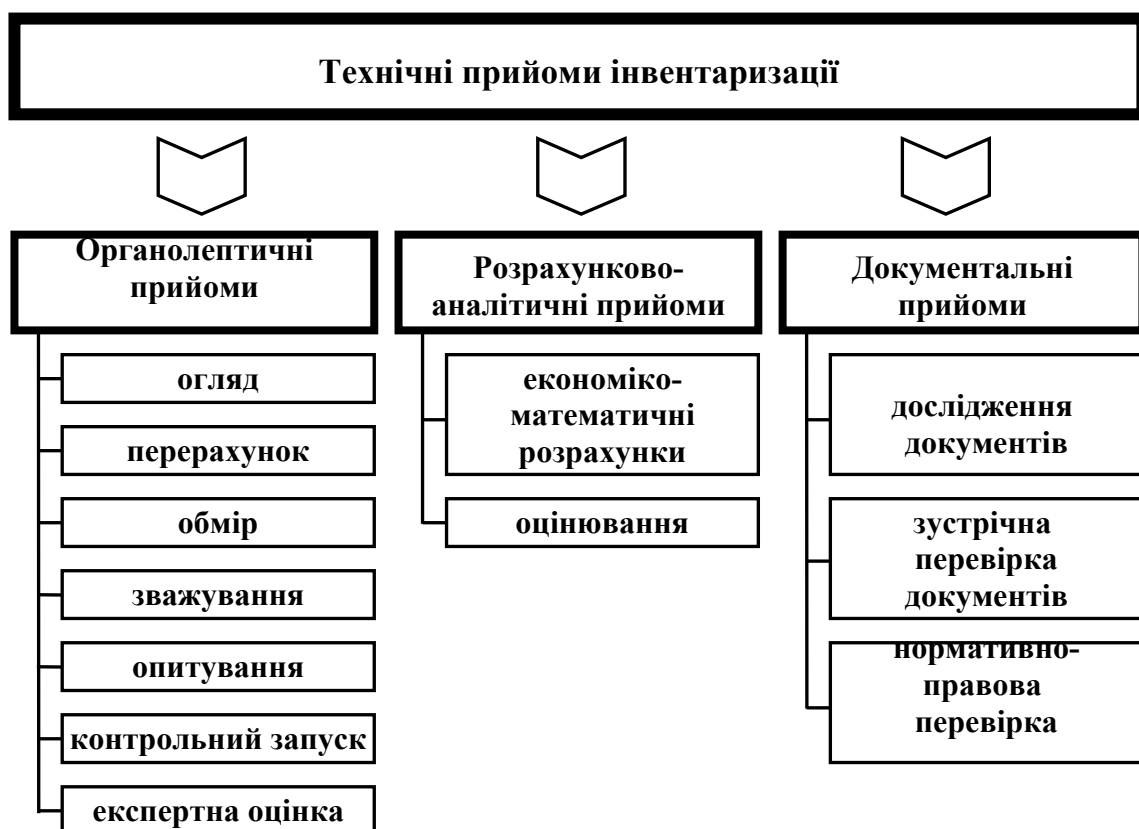 Технічні прийоми інвентаризації
Органолептичні
прийоми
огляд
перерахунок
обмір
зважування
опитування
контрольний запуск
експертна оцінка
Розрахунково-
аналітичні прийоми
економіко-
математичні
розрахунки
оцінювання
Документальні
прийоми
дослідження
документів
зустрічна
перевірка
документів
нормативно-
правова
перевірка